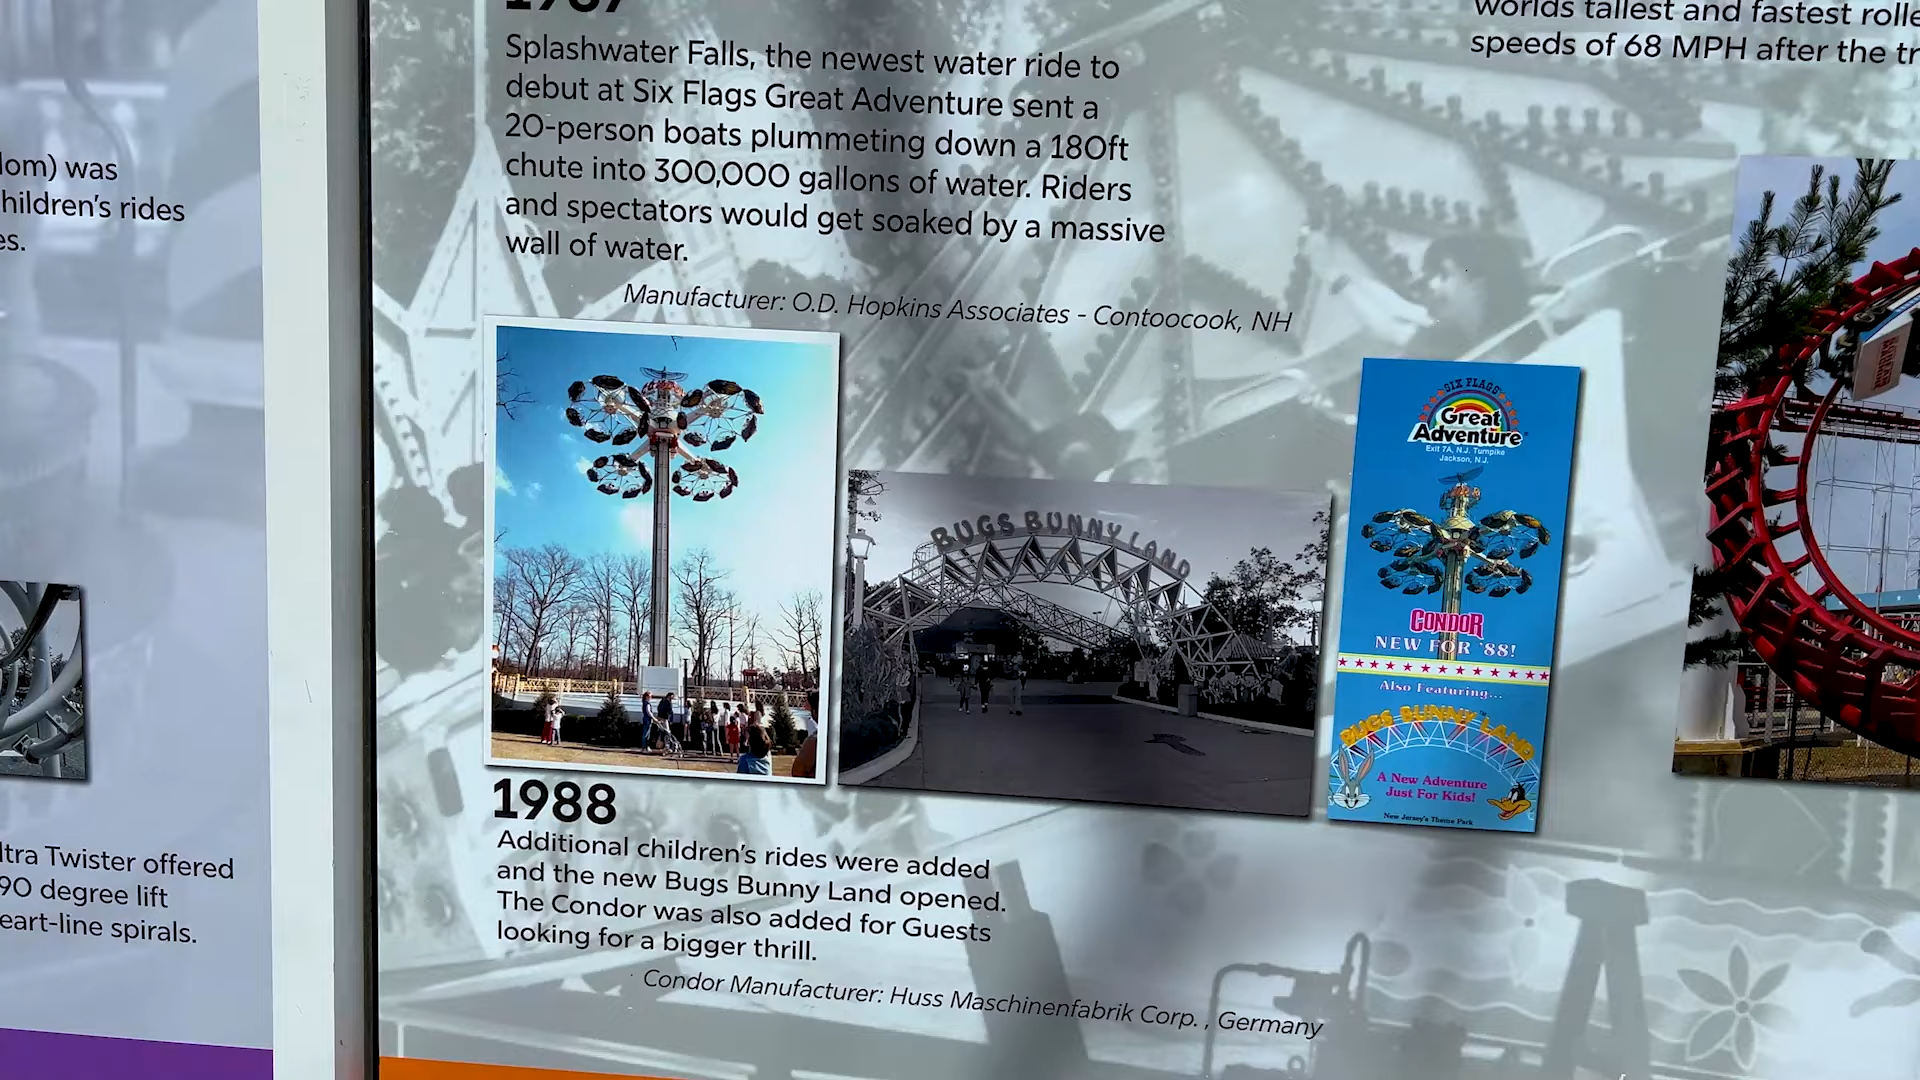 lom) was
hildren's rides
es.
ltra Twister offered
90 degree lift
eart-line spirals.
1987
Splashwater Falls, the newest water ride to
debut at Six Flags Great Adventure sent a
20-person boats plummeting down a 180ft
chute into 300,000 gallons of water. Riders
and spectators would get soaked by a massive
wall of water.
Manufacturer: O.D. Hopkins Associates - Contoocook, NH
BUGS BUNNY LAND
SIX FLAGS
Great
Adventure
Exit 7A, N.J. Turnpike
Jackson, N.J.
CONDOR
NEW FOR '88!
Also Featuring...
BUGS BUNNY LAND
A New Adventure
Just For Kids!
New Jersey's Theme Park
1988
Additional children's rides were added
and the new Bugs Bunny Land opened.
The Condor was also added for Guests
looking for a bigger thrill.
Condor Manufacturer: Huss Maschinenfabrik Corp. , Germany
worlds tallest and fastest rolle
speeds of 68 MPH after the tr